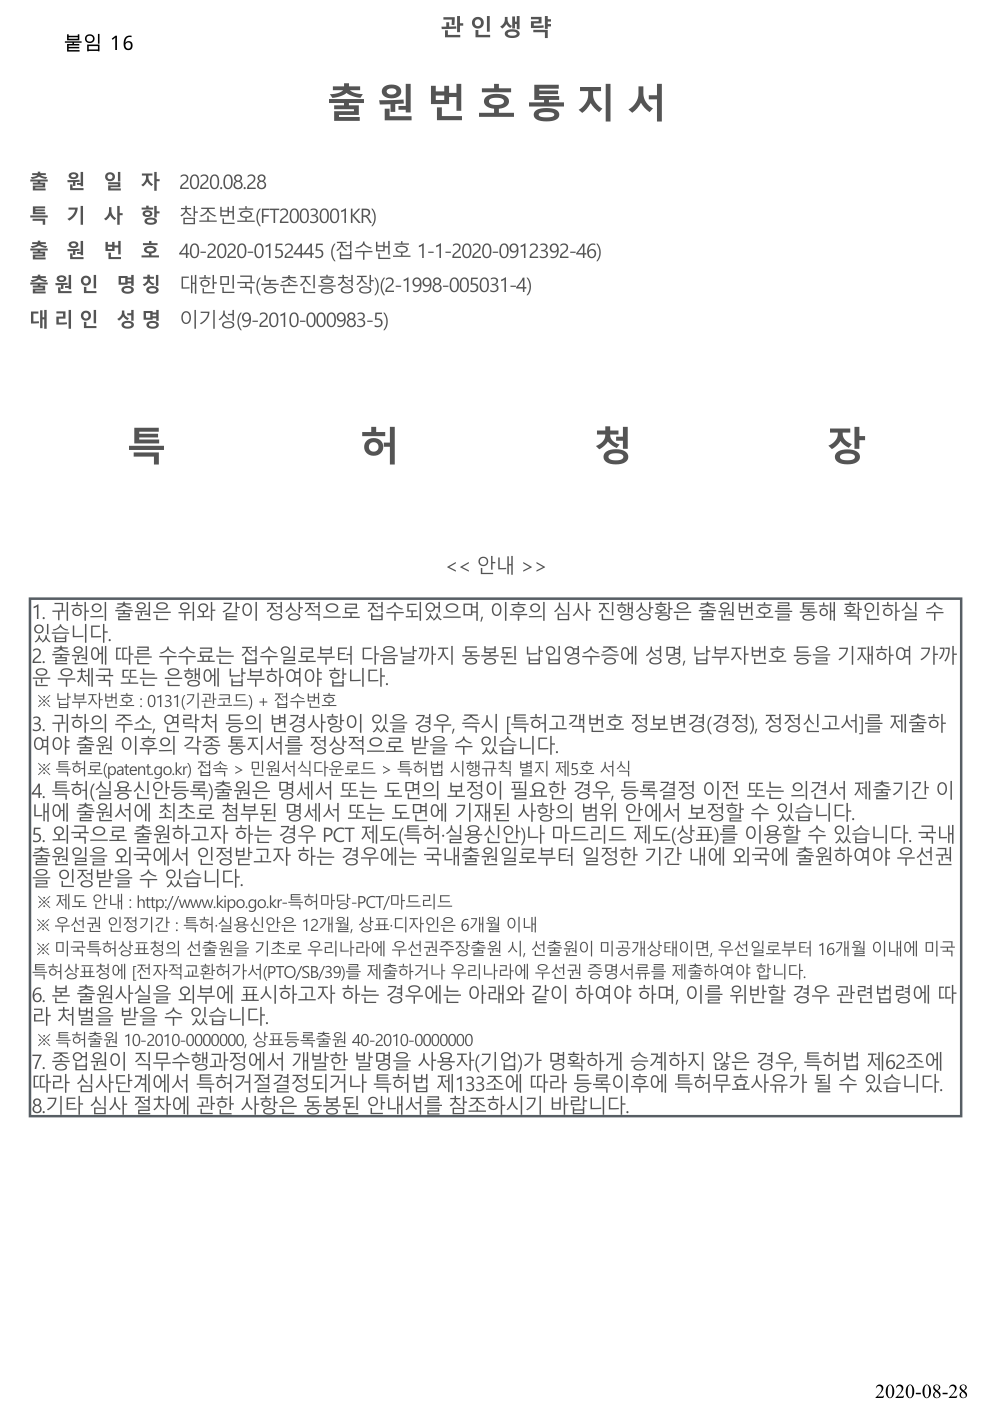 관 인 생 략
붙임 16
출 원 번 호 통 지 서
출 원 일 자 2020.08.28
특 기 사 항 참조번호(FT2003001KR)
출 원 번 호 40-2020-0152445 (접수번호 1-1-2020-0912392-46)
출 원 인 명 칭 대한민국(농촌진흥청장)(2-1998-005031-4)
대 리 인 성 명 이기성(9-2010-000983-5)
특 허 청 장
<< 안내 >>
1. 귀하의 출원은 위와 같이 정상적으로 접수되었으며, 이후의 심사 진행상황은 출원번호를 통해 확인하실 수
있습니다.
2. 출원에 따른 수수료는 접수일로부터 다음날까지 동봉된 납입영수증에 성명, 납부자번호 등을 기재하여 가까
운 우체국 또는 은행에 납부하여야 합니다.
※ 납부자번호 : 0131(기관코드) + 접수번호
3. 귀하의 주소, 연락처 등의 변경사항이 있을 경우, 즉시 [특허고객번호 정보변경(경정), 정정신고서]를 제출하
여야 출원 이후의 각종 통지서를 정상적으로 받을 수 있습니다.
※ 특허로(patent.go.kr) 접속 > 민원서식다운로드 > 특허법 시행규칙 별지 제5호 서식
4. 특허(실용신안등록)출원은 명세서 또는 도면의 보정이 필요한 경우, 등록결정 이전 또는 의견서 제출기간 이
내에 출원서에 최초로 첨부된 명세서 또는 도면에 기재된 사항의 범위 안에서 보정할 수 있습니다.
5. 외국으로 출원하고자 하는 경우 PCT 제도(특허·실용신안)나 마드리드 제도(상표)를 이용할 수 있습니다. 국내
출원일을 외국에서 인정받고자 하는 경우에는 국내출원일로부터 일정한 기간 내에 외국에 출원하여야 우선권
을 인정받을 수 있습니다.
※ 제도 안내 : http://www.kipo.go.kr-특허마당-PCT/마드리드
※ 우선권 인정기간 : 특허·실용신안은 12개월, 상표·디자인은 6개월 이내
※ 미국특허상표청의 선출원을 기초로 우리나라에 우선권주장출원 시, 선출원이 미공개상태이면, 우선일로부터 16개월 이내에 미국
특허상표청에 [전자적교환허가서(PTO/SB/39)를 제출하거나 우리나라에 우선권 증명서류를 제출하여야 합니다.
6. 본 출원사실을 외부에 표시하고자 하는 경우에는 아래와 같이 하여야 하며, 이를 위반할 경우 관련법령에 따
라 처벌을 받을 수 있습니다.
※ 특허출원 10-2010-0000000, 상표등록출원 40-2010-0000000
7. 종업원이 직무수행과정에서 개발한 발명을 사용자(기업)가 명확하게 승계하지 않은 경우, 특허법 제62조에
따라 심사단계에서 특허거절결정되거나 특허법 제133조에 따라 등록이후에 특허무효사유가 될 수 있습니다.
8.기타 심사 절차에 관한 사항은 동봉된 안내서를 참조하시기 바랍니다.
2020-08-28